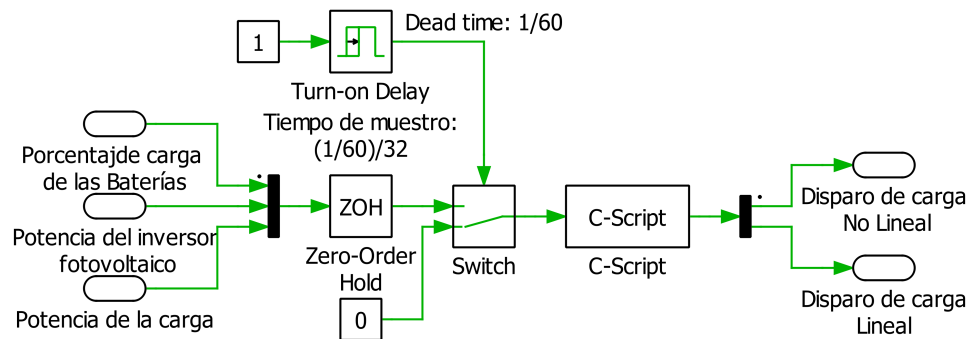 1
Dead time: 1/60
Turn-on Delay
Tiempo de muestro:
(1/60)/32
Porcentajde carga
de las Baterías
Potencia del inversor
fotovoltaico
Potencia de la carga
ZOH
Zero-Order
Hold
0
Switch
C-Script
C-Script
Disparo de carga
No Lineal
Disparo de carga
Lineal